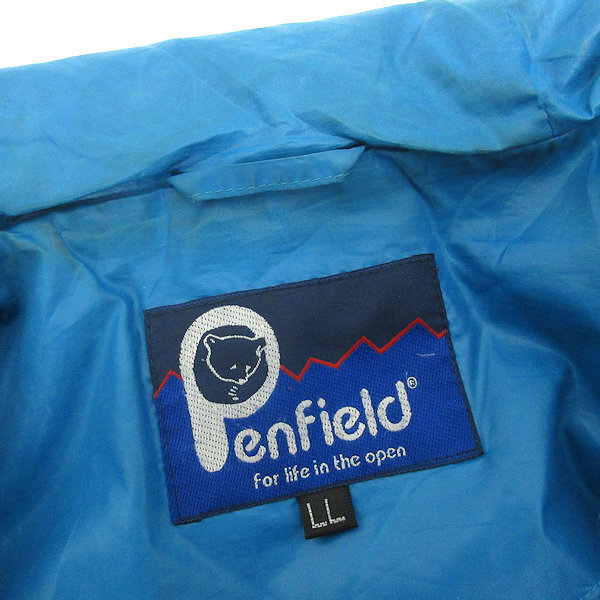 Penfield®
for life in the open
LL